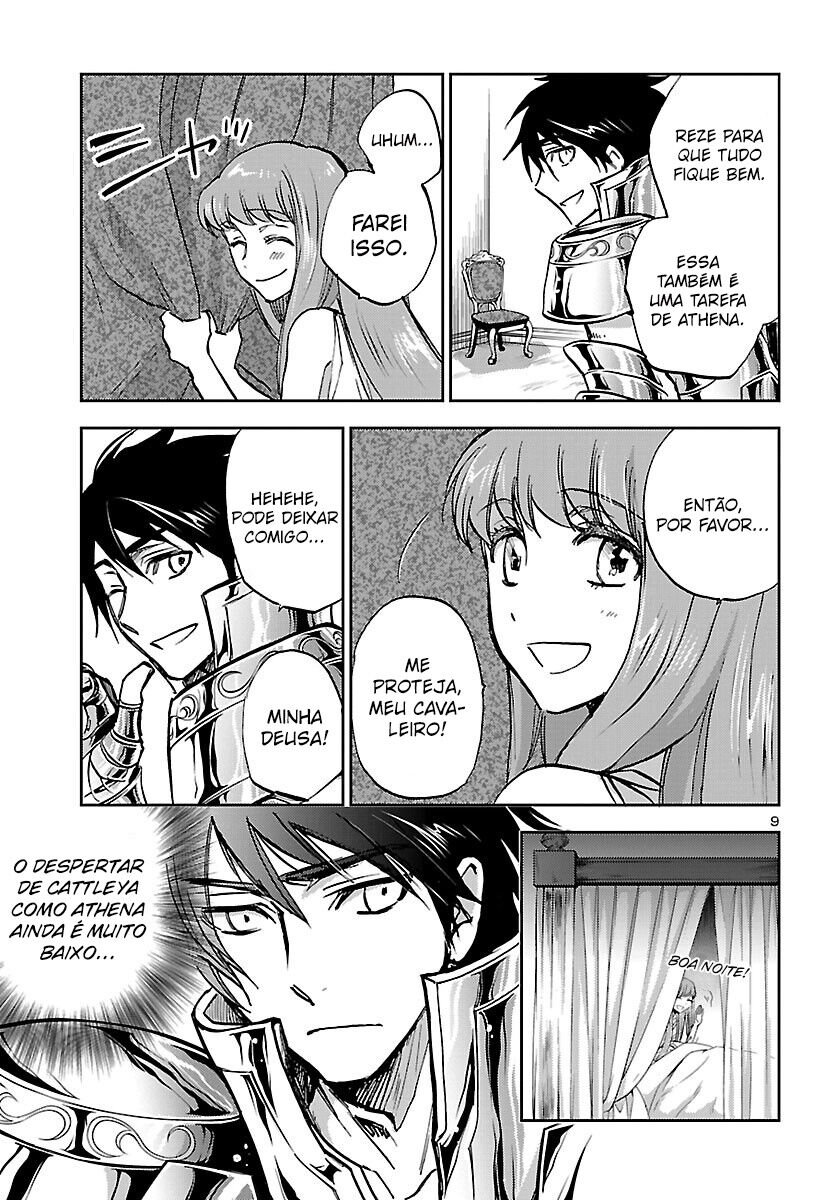 REZE PARA
QUE TUDO
FIQUE BEM.
ESSA
TAMBÉM É
UMA TAREFA
DE ATHENA.
UHUM...
FAREI
ISSO.
シャッ
ENTÃO,
POR FAVOR...
ME
PROTEJA,
MEU CAVA-
LEIRO!
HEHEHE,
PODE DEIXAR
COMIGO...
MINHA
DEUSA!
9
BOA NOITE!
O DESPERTAR
DE CATTLEYA
COMO ATHENA
AINDA É MUITO
BAIXO...